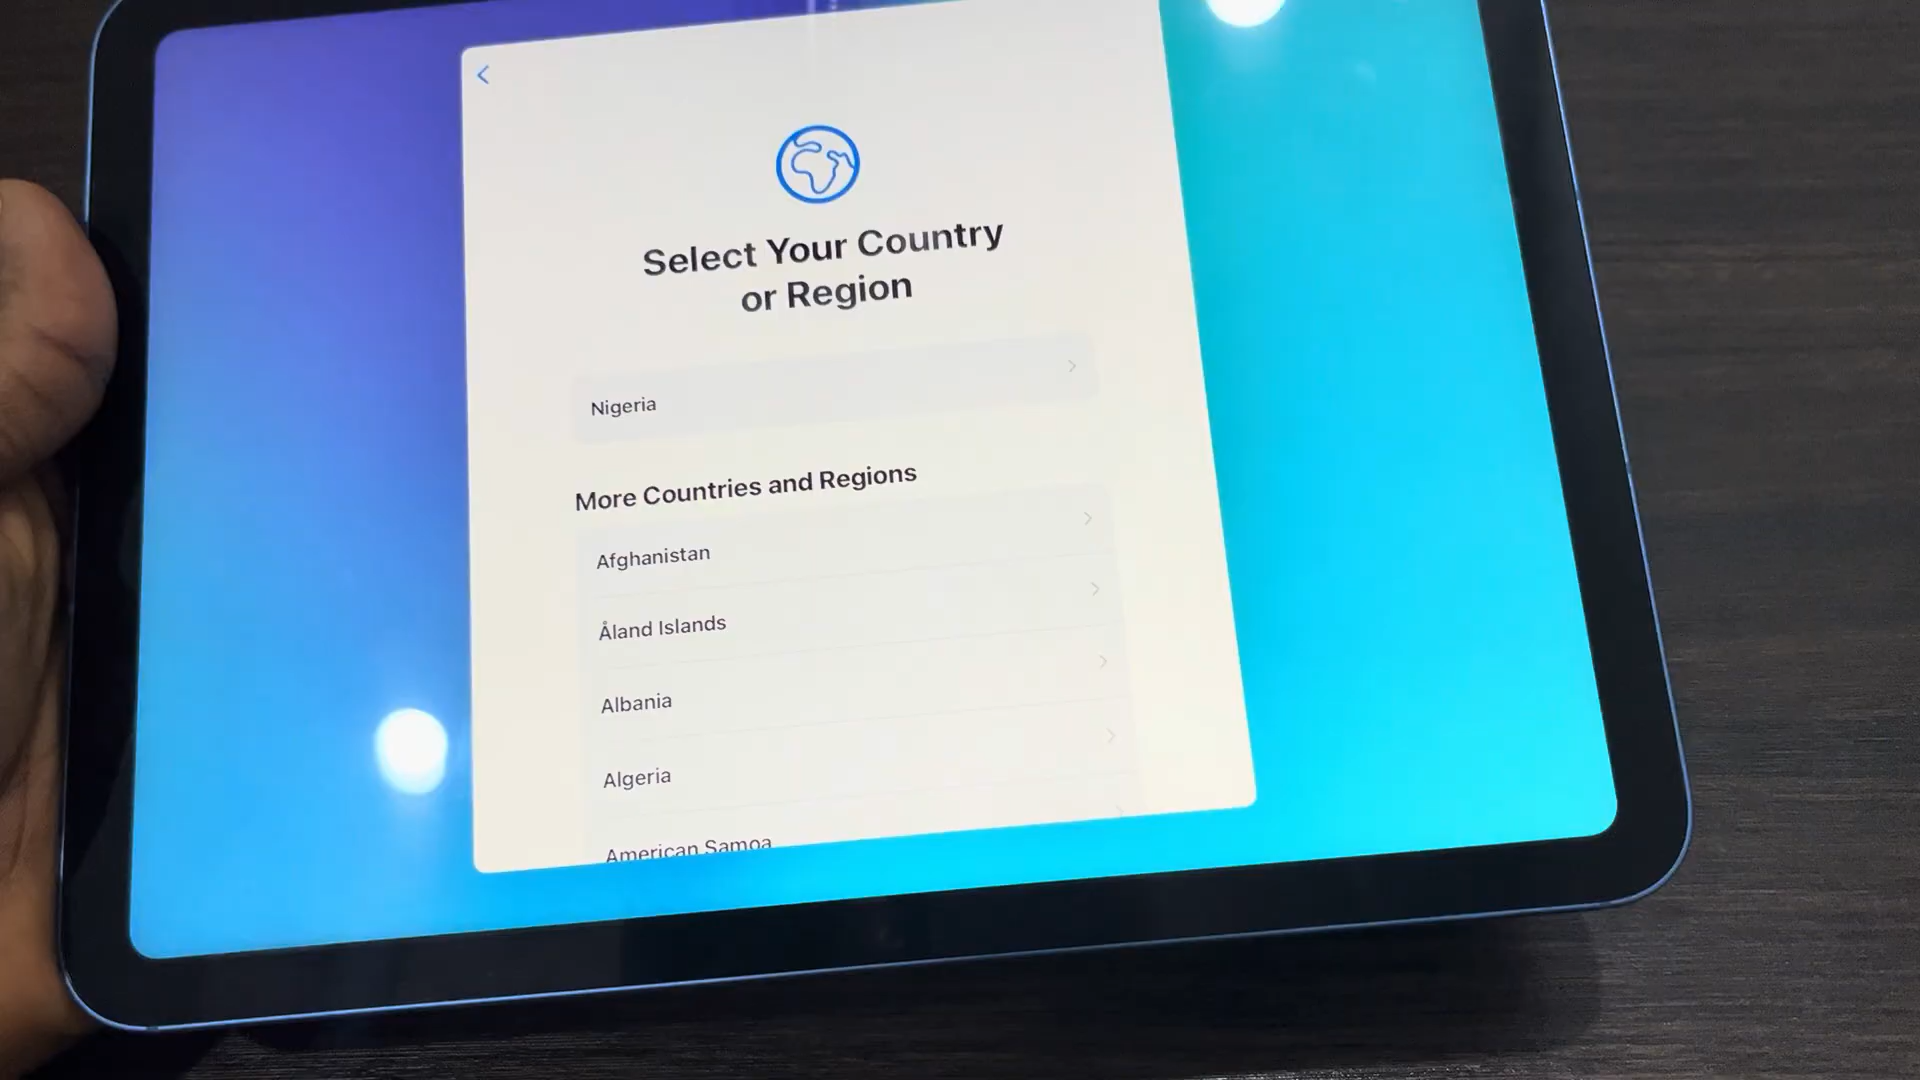 Select Your Country
or Region
Nigeria
More Countries and Regions
Afghanistan
Åland Islands
Albania
Algeria
American Samoa